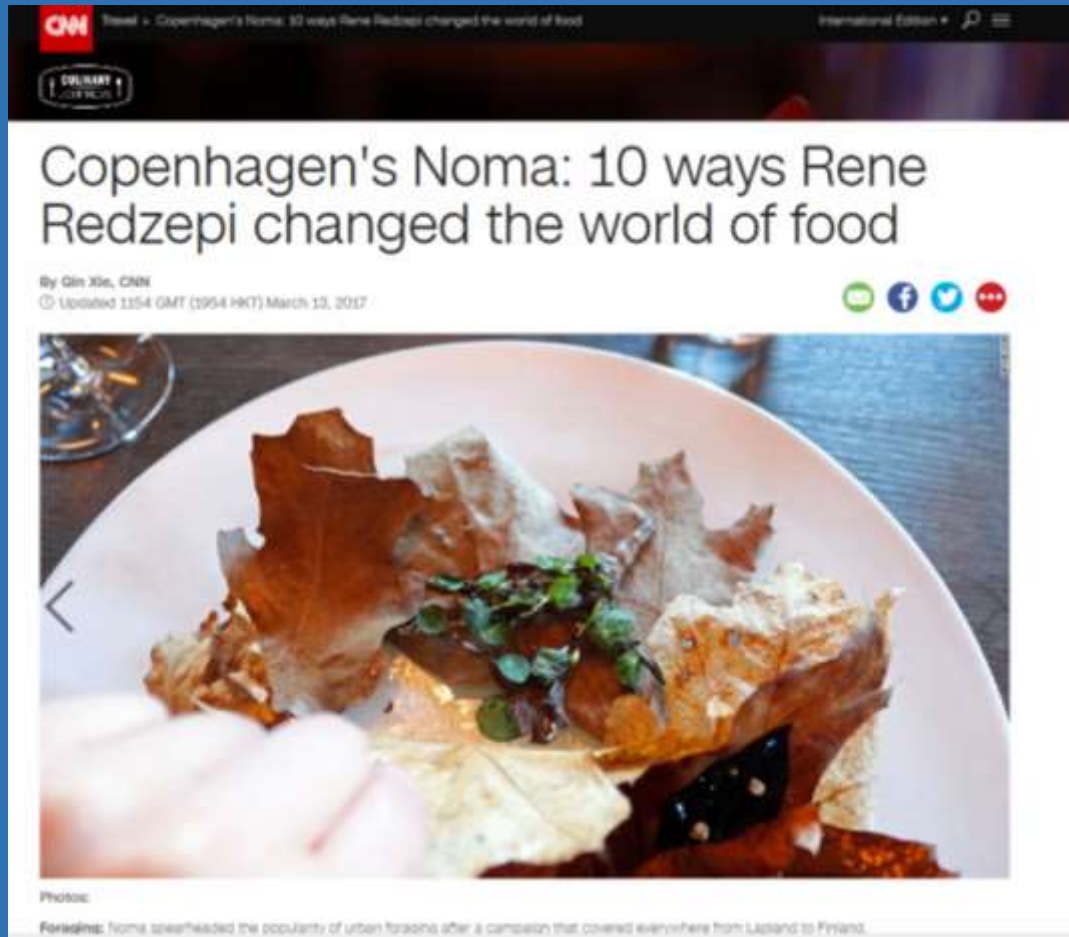 CNN Travel » Copenhagen's Noma: 10 ways Rene Redzepi changed the world of food International Edition
CULINARY JOURNEYS
Copenhagen's Noma: 10 ways Rene
Redzepi changed the world of food
By Qin Xie, CNN
Updated 1154 GMT (1954 HKT) March 13, 2017
Photos:
Foraging: Noma spearheaded the popularity of urban foraging after a campaign that covered everywhere from Lapland to Finland.